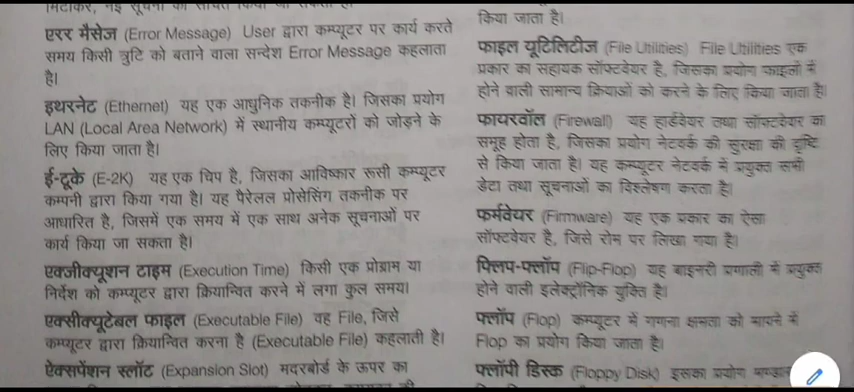 एरर मैसेज (Error Message) User द्वारा कम्प्यूटर पर कार्य करते
समय किसी त्रुटि को बताने वाला सन्देश Error Message कहलाता
है।
इथरनेट (Ethernet) यह एक आधुनिक तकनीक है। जिसका प्रयोग
LAN (Local Area Network) में स्थानीय कम्प्यूटरों को जोड़ने के
लिए किया जाता है।
ई-टूके (E-2K) यह एक चिप है, जिसका आविष्कार रूसी कम्प्यूटर
कम्पनी द्वारा किया गया है। यह पैरेलल प्रोसेसिंग तकनीक पर
आधारित है, जिसमें एक समय में एक साथ अनेक सूचनाओं पर
कार्य किया जा सकता है।
एक्जीक्यूशन टाइम (Execution Time) किसी एक प्रोग्राम या
निर्देश को कम्प्यूटर द्वारा क्रियान्वित करने में लगा कुल समय।
एक्सीक्यूटेबल फाइल (Executable File) वह File, जिसे
कम्प्यूटर द्वारा क्रियान्वित करना है (Executable File) कहलाती है।
ऐक्सपेंशन स्लॉट (Expansion Slot) मदरबोर्ड के ऊपर का
किया जाता है।
फाइल यूटिलिटीज (File Utilities) File Utilities एक
प्रकार का सहायक सॉफ्टवेयर है, जिसका प्रयोग फाइलों में
होने वाली सामान्य क्रियाओं को करने के लिए किया जाता है।
फायरवॉल (Firewall) यह हार्डवेयर तथा सॉफ्टवेयर का
समूह होता है, जिसका प्रयोग नेटवर्क की सुरक्षा की दृष्टि
से किया जाता है। यह कम्प्यूटर नेटवर्क में प्रयुक्त सभी
डेटा तथा सूचनाओं का विश्लेषण करता है।
फर्मवेयर (Firmware) यह एक प्रकार का ऐसा
सॉफ्टवेयर है, जिसे रोम पर लिखा गया है।
फ्लिप-फ्लॉप (Flip-Flop) यह बाइनरी प्रणाली में प्रयुक्त
होने वाली इलेक्ट्रॉनिक युक्ति है।
फ्लॉप (Flop) कम्प्यूटर में गणना क्षमता को मापने में
Flop का प्रयोग किया जाता है।
फ्लॉपी डिस्क (Floppy Disk) इसका प्रयोग